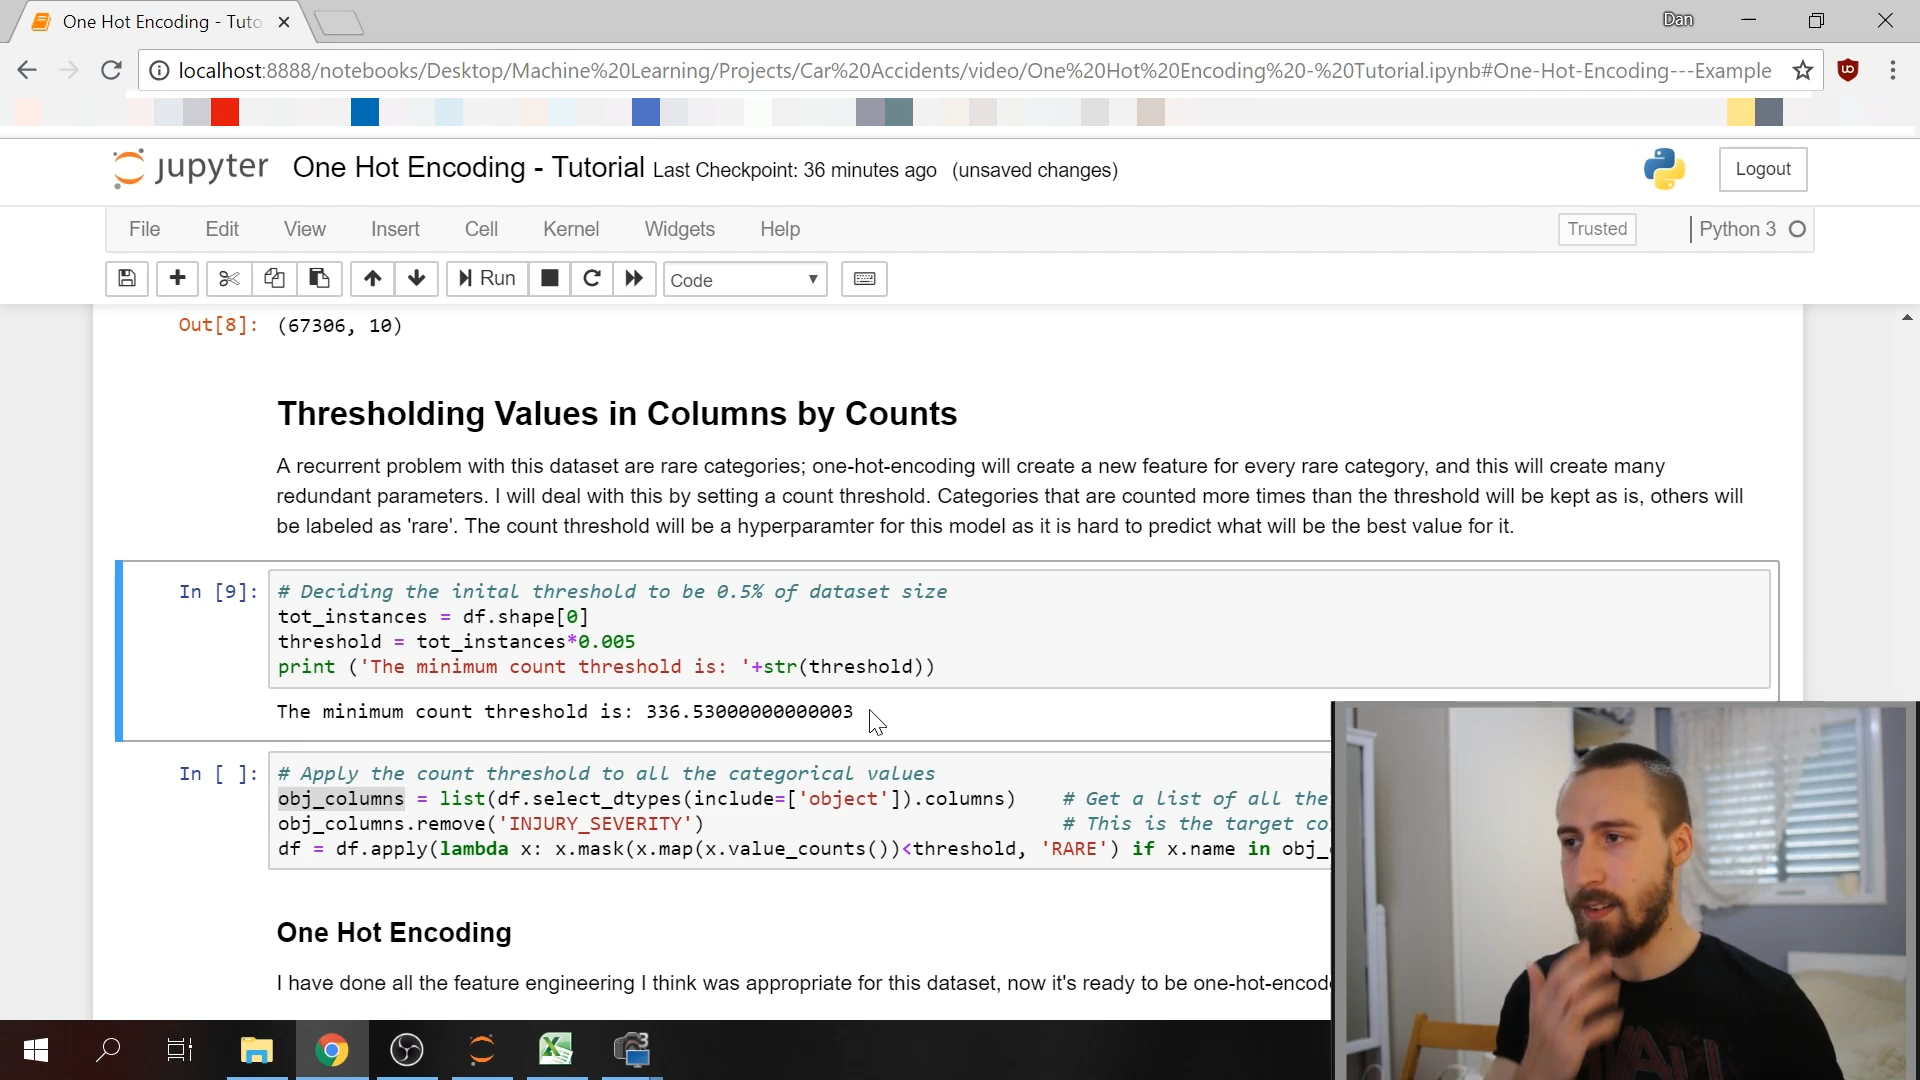 One Hot Encoding - Tuto
Dan
localhost:8888/notebooks/Desktop/Machine%20Learning/Projects/Car%20Accidents/video/One%20Hot%20Encoding%20-%20Tutorial.ipynb#One-Hot-Encoding---Example
jupyter One Hot Encoding - Tutorial Last Checkpoint: 36 minutes ago (unsaved changes)
Logout
File Edit View Insert Cell Kernel Widgets Help
Trusted
Python 3
Run
Code
Out[8]: (67306, 10)
Thresholding Values in Columns by Counts
A recurrent problem with this dataset are rare categories; one-hot-encoding will create a new feature for every rare category, and this will create many
redundant parameters. I will deal with this by setting a count threshold. Categories that are counted more times than the threshold will be kept as is, others will
be labeled as 'rare'. The count threshold will be a hyperparamter for this model as it is hard to predict what will be the best value for it.
In [9]: # Deciding the inital threshold to be 0.5% of dataset size
tot_instances = df.shape[0]
threshold = tot_instances*0.005
print ('The minimum count threshold is: '+str(threshold))
The minimum count threshold is: 336.53000000000003
In [ ]: # Apply the count threshold to all the categorical values
obj_columns = list(df.select_dtypes(include=['object']).columns) # Get a list of all the
obj_columns.remove('INJURY_SEVERITY') # This is the target co
df = df.apply(lambda x: x.mask(x.map(x.value_counts())<threshold, 'RARE') if x.name in obj_
One Hot Encoding
I have done all the feature engineering I think was appropriate for this dataset, now it's ready to be one-hot-encod
3